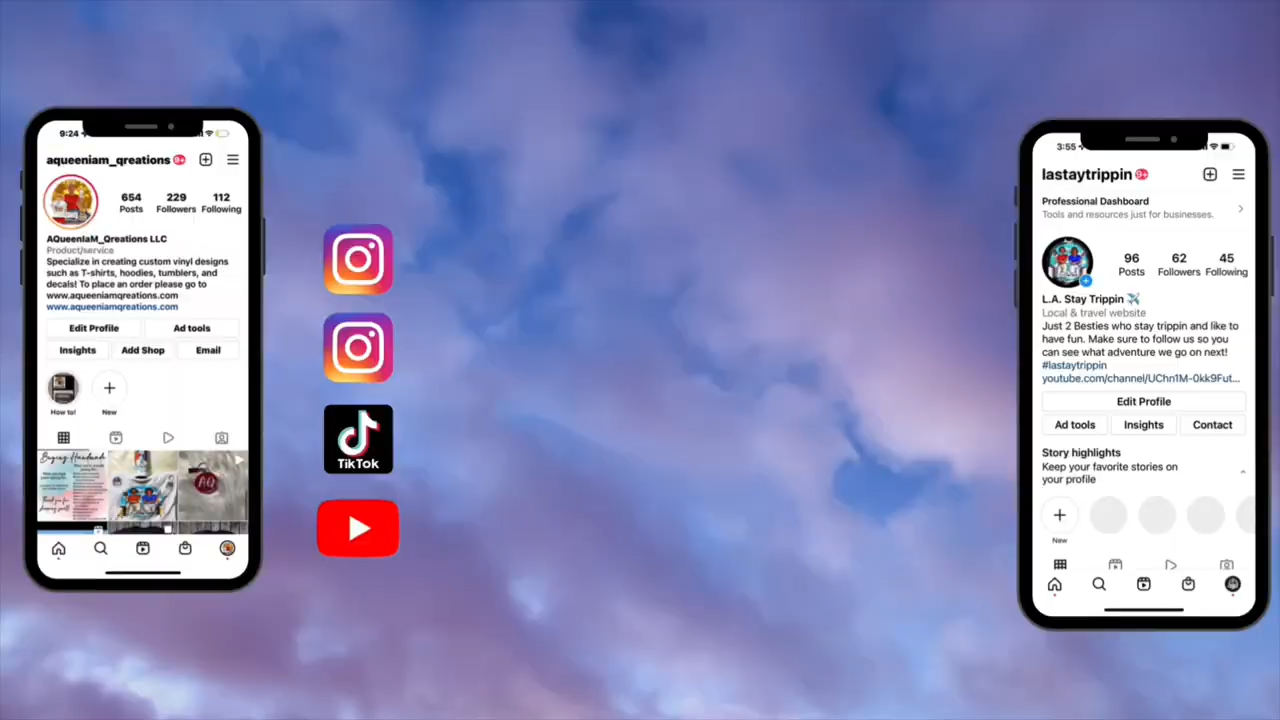 9:24
aqueeniam_qreations 9+
654 229 112
Posts Followers Following
AQueenIaM_Qreations LLC
Product/service
Specialize in creating custom vinyl designs
such as T-shirts, hoodies, tumblers, and
decals! To place an order please go to
www.aqueeniamqreations.com
www.aqueeniamqreations.com
Edit Profile Ad tools
Insights Add Shop Email
How to! New
Buying Handmade
AQ
TikTok
3:55
lastaytrippin 9+
Professional Dashboard
Tools and resources just for businesses.
96 62 45
Posts Followers Following
L.A. Stay Trippin
Local & travel website
Just 2 Besties who stay trippin and like to
have fun. Make sure to follow us so you
can see what adventure we go on next!
#lastaytrippin
youtube.com/channel/UChn1M-0kk9Fut...
Edit Profile
Ad tools Insights Contact
Story highlights
Keep your favorite stories on
your profile
New